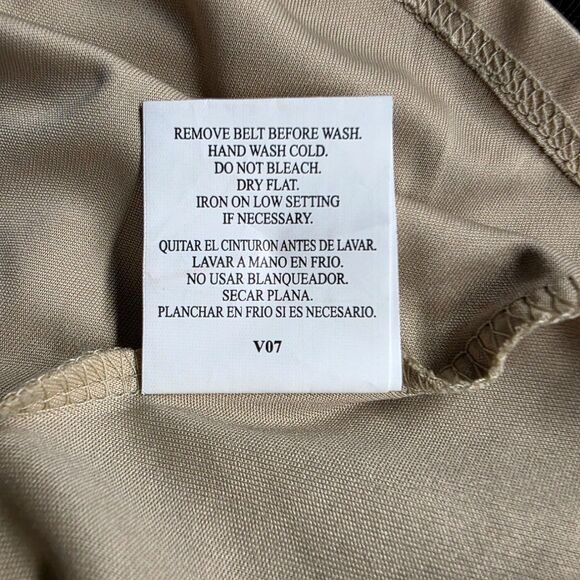 REMOVE BELT BEFORE WASH.
HAND WASH COLD.
DO NOT BLEACH.
DRY FLAT.
IRON ON LOW SETTING
IF NECESSARY.
QUITAR EL CINTURON ANTES DE LAVAR.
LAVAR A MANO EN FRIO.
NO USAR BLANQUEADOR.
SECAR PLANA.
PLANCHAR EN FRIO SI ES NECESARIO.
V07